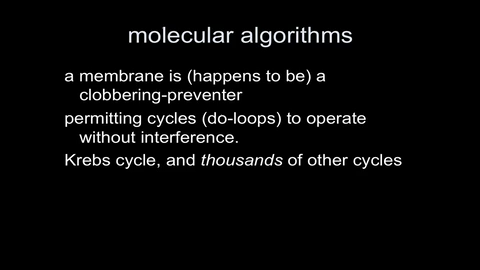 molecular algorithms
a membrane is (happens to be) a
clobbering-preventer
permitting cycles (do-loops) to operate
without interference.
Krebs cycle, and thousands of other cycles